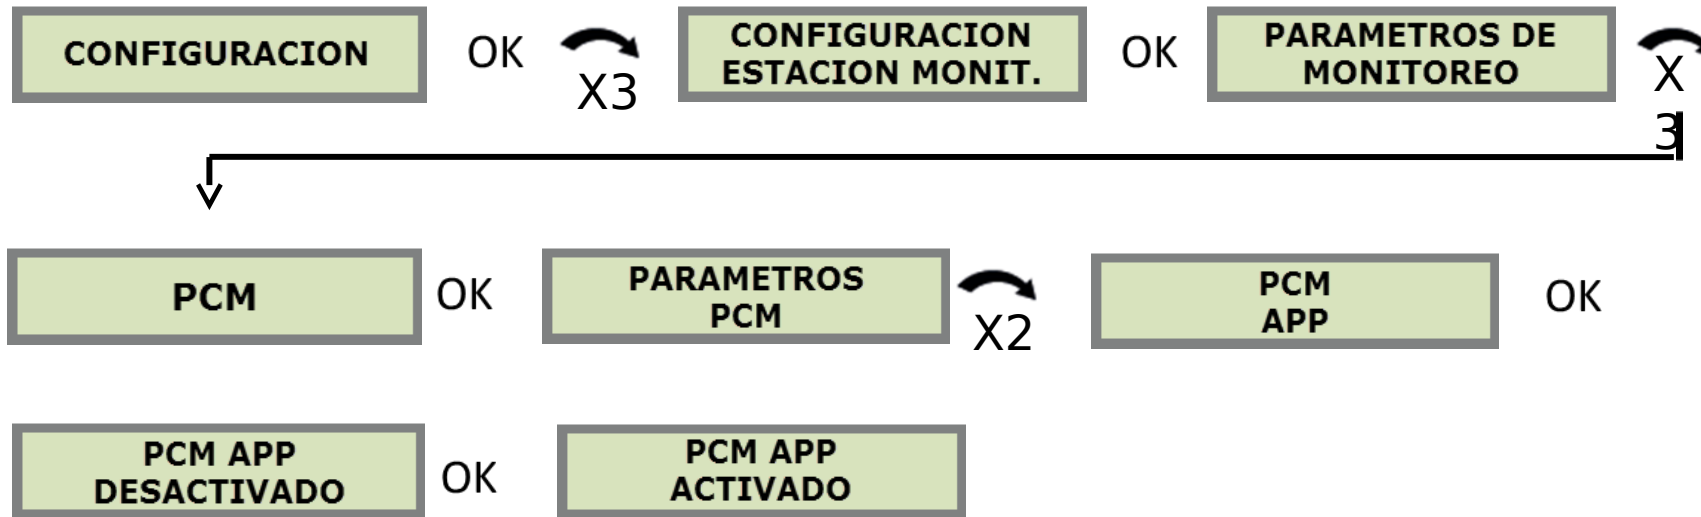 CONFIGURACION
OK
X3
CONFIGURACION
ESTACION MONIT.
OK
PARAMETROS DE
MONITOREO
X
3
PCM
OK
PARAMETROS
PCM
X2
PCM
APP
OK
PCM APP
DESACTIVADO
OK
PCM APP
ACTIVADO